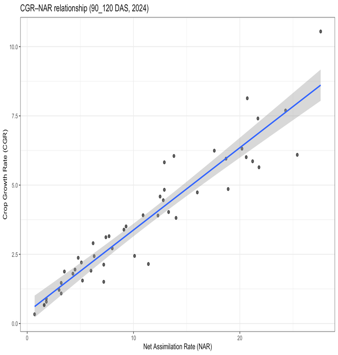 CGR–NAR relationship (90_120 DAS, 2024)
Crop Growth Rate (CGR)
10.0
7.5
5.0
2.5
0.0
0 10 20
Net Assimilation Rate (NAR)